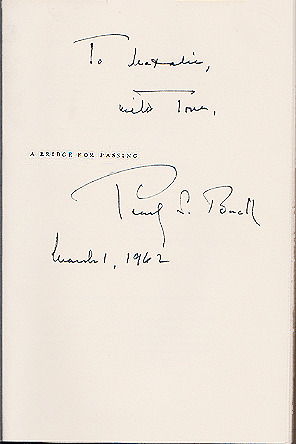 To Natalie,
with love,
A BRIDGE FOR PASSING
Pearl S. Buck
March 1, 1962